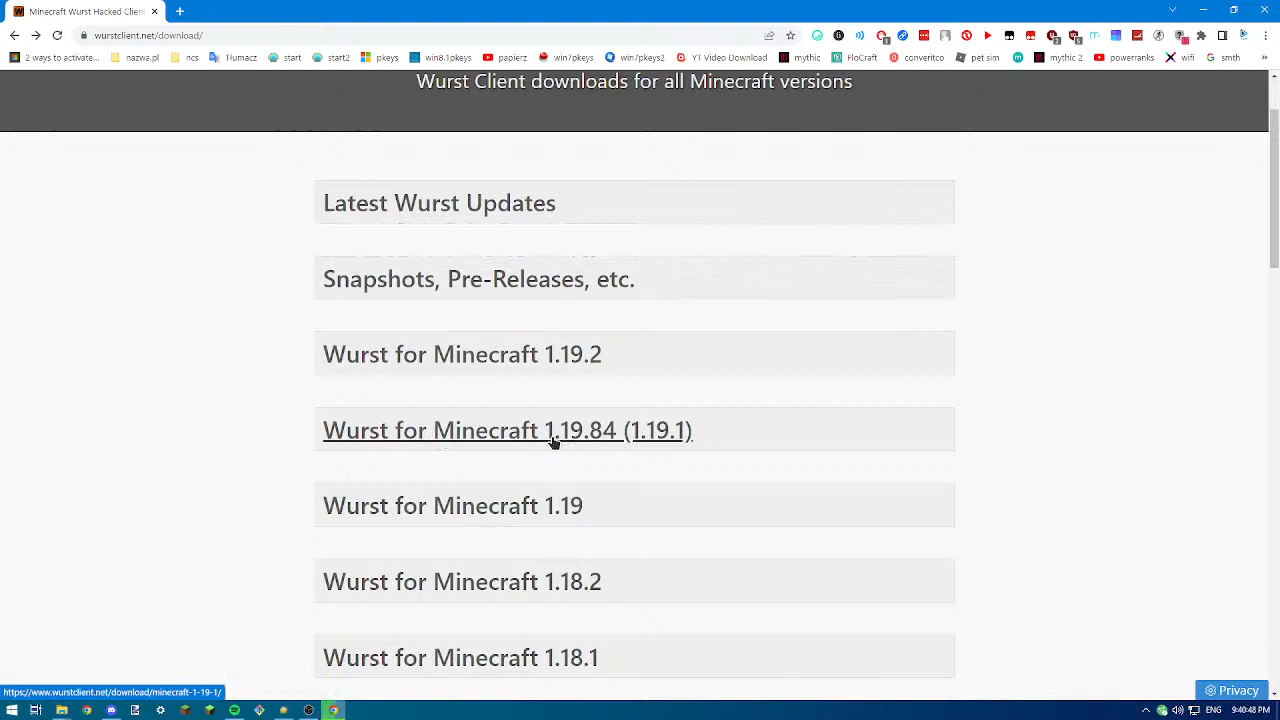 Minecraft Wurst Hacked Clien
wurstclient.net/download/
2 ways to activate...
nazwa.pl
ncs
Tłumacz
start
start2
pkeys
win8.1pkeys
papierz
win7pkeys
win7pkeys2
YT Video Download
mythic
FloCraft
convertico
pet sim
mythic 2
powerranks
wifi
smth
Wurst Client downloads for all Minecraft versions
Latest Wurst Updates
Snapshots, Pre-Releases, etc.
Wurst for Minecraft 1.19.2
Wurst for Minecraft 1.19.84 (1.19.1)
Wurst for Minecraft 1.19
Wurst for Minecraft 1.18.2
Wurst for Minecraft 1.18.1
https://www.wurstclient.net/download/minecraft-1-19-1/
Privacy
ENG
9:40:48 PM